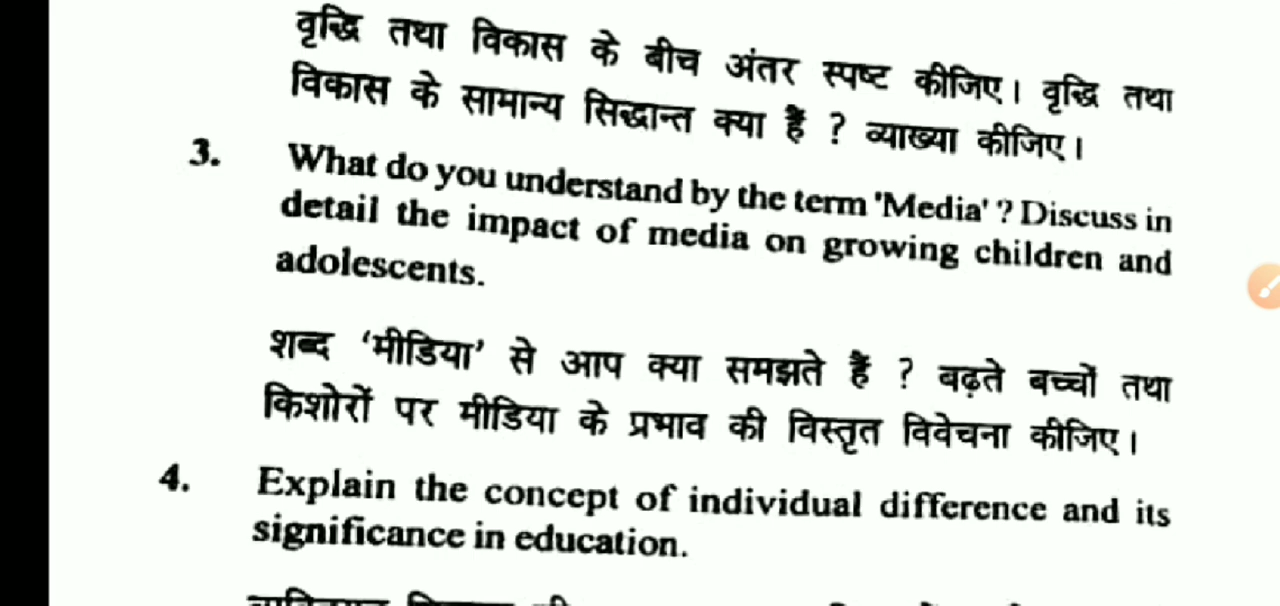 वृद्धि तथा विकास के बीच अंतर स्पष्ट कीजिए। वृद्धि तथा
विकास के सामान्य सिद्धान्त क्या हैं ? व्याख्या कीजिए।
3. What do you understand by the term 'Media' ? Discuss in
detail the impact of media on growing children and
adolescents.
शब्द ‘मीडिया’ से आप क्या समझते हैं ? बढ़ते बच्चों तथा
किशोरों पर मीडिया के प्रभाव की विस्तृत विवेचना कीजिए।
4. Explain the concept of individual difference and its
significance in education.